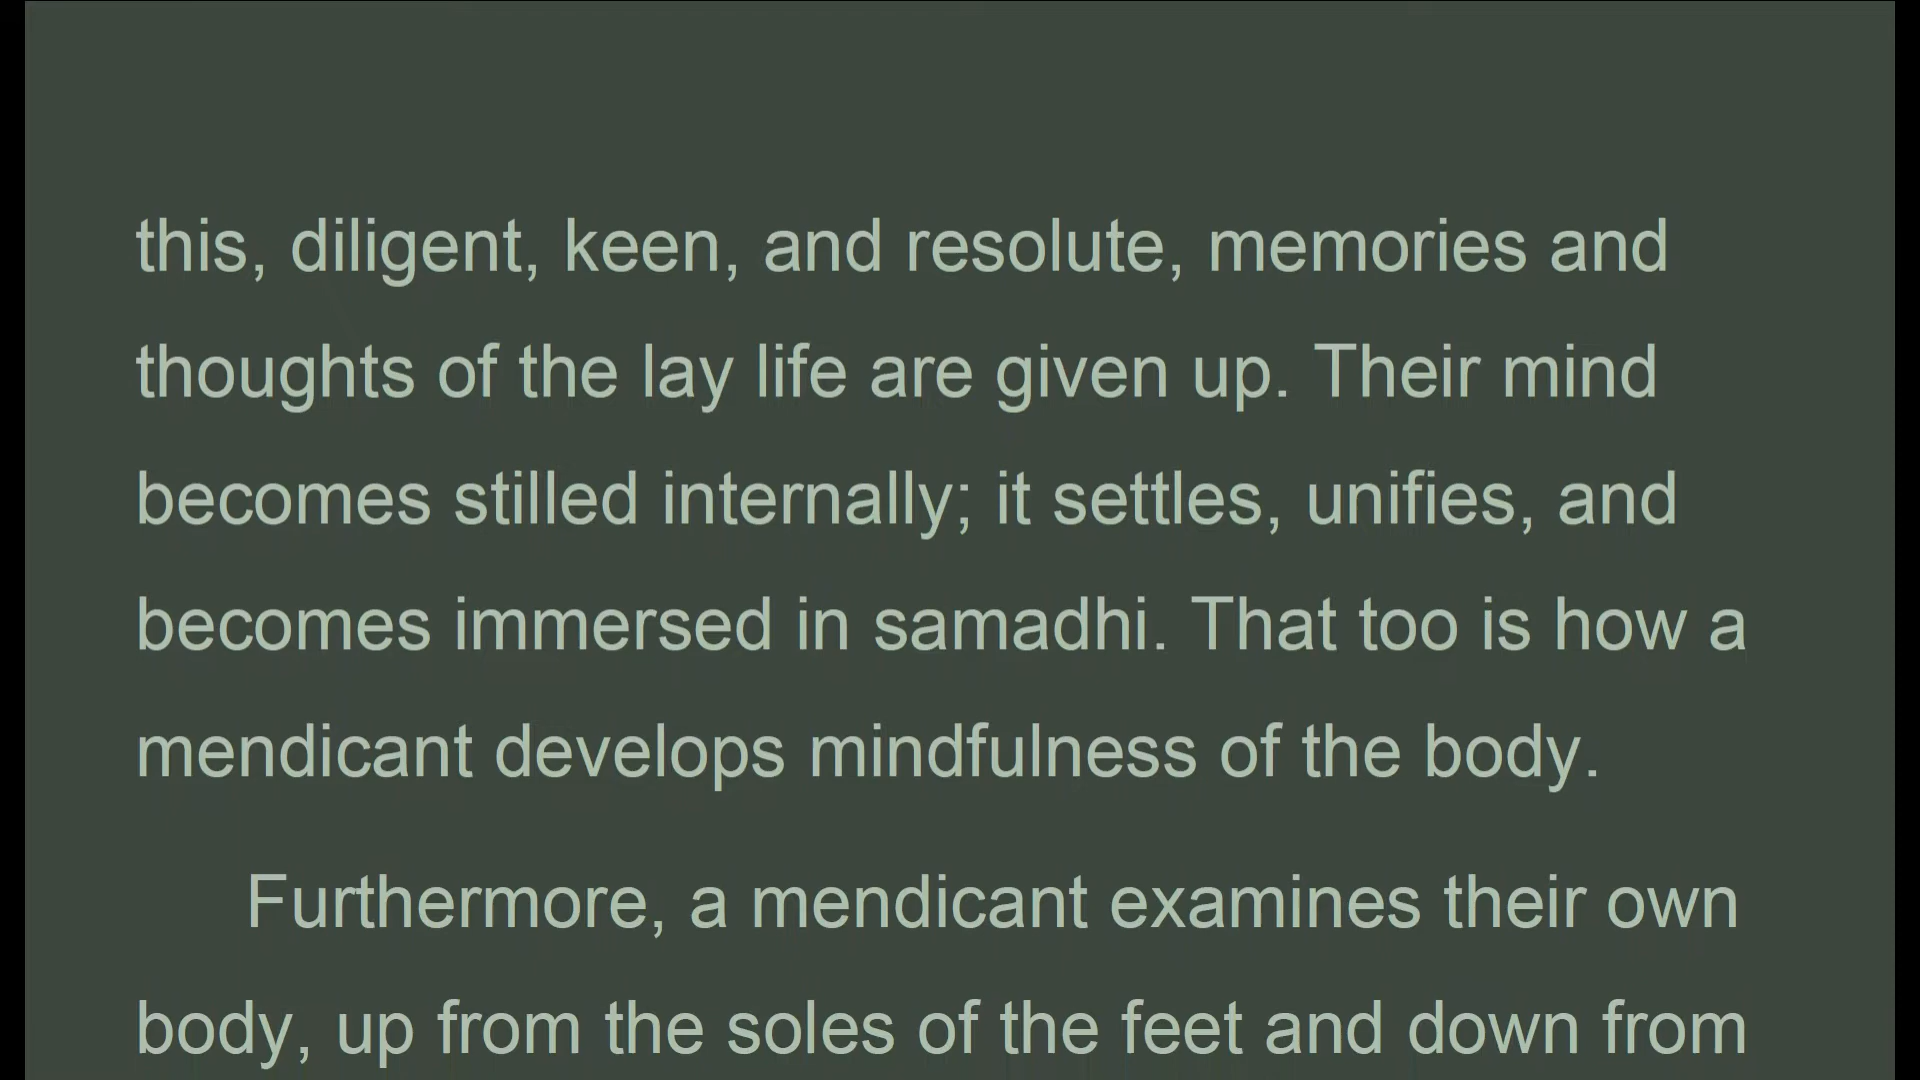 this, diligent, keen, and resolute, memories and
thoughts of the lay life are given up. Their mind
becomes stilled internally; it settles, unifies, and
becomes immersed in samadhi. That too is how a
mendicant develops mindfulness of the body.
Furthermore, a mendicant examines their own
body, up from the soles of the feet and down from